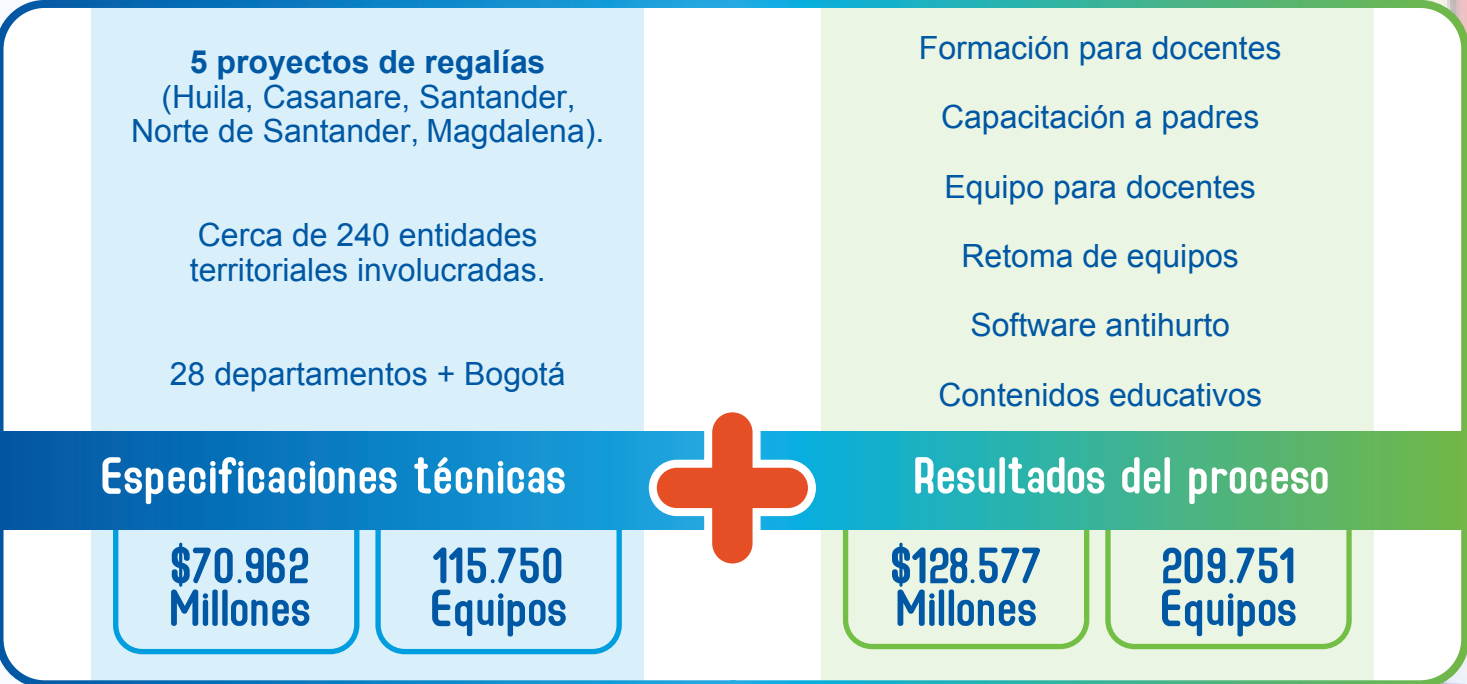 5 proyectos de regalías
(Huila, Casanare, Santander,
Norte de Santander, Magdalena).
Cerca de 240 entidades
territoriales involucradas.
28 departamentos + Bogotá
Formación para docentes
Capacitación a padres
Equipo para docentes
Retoma de equipos
Software antihurto
Contenidos educativos
Especificaciones técnicas
Resultados del proceso
$70.962
Millones
115.750
Equipos
$128.577
Millones
209.751
Equipos